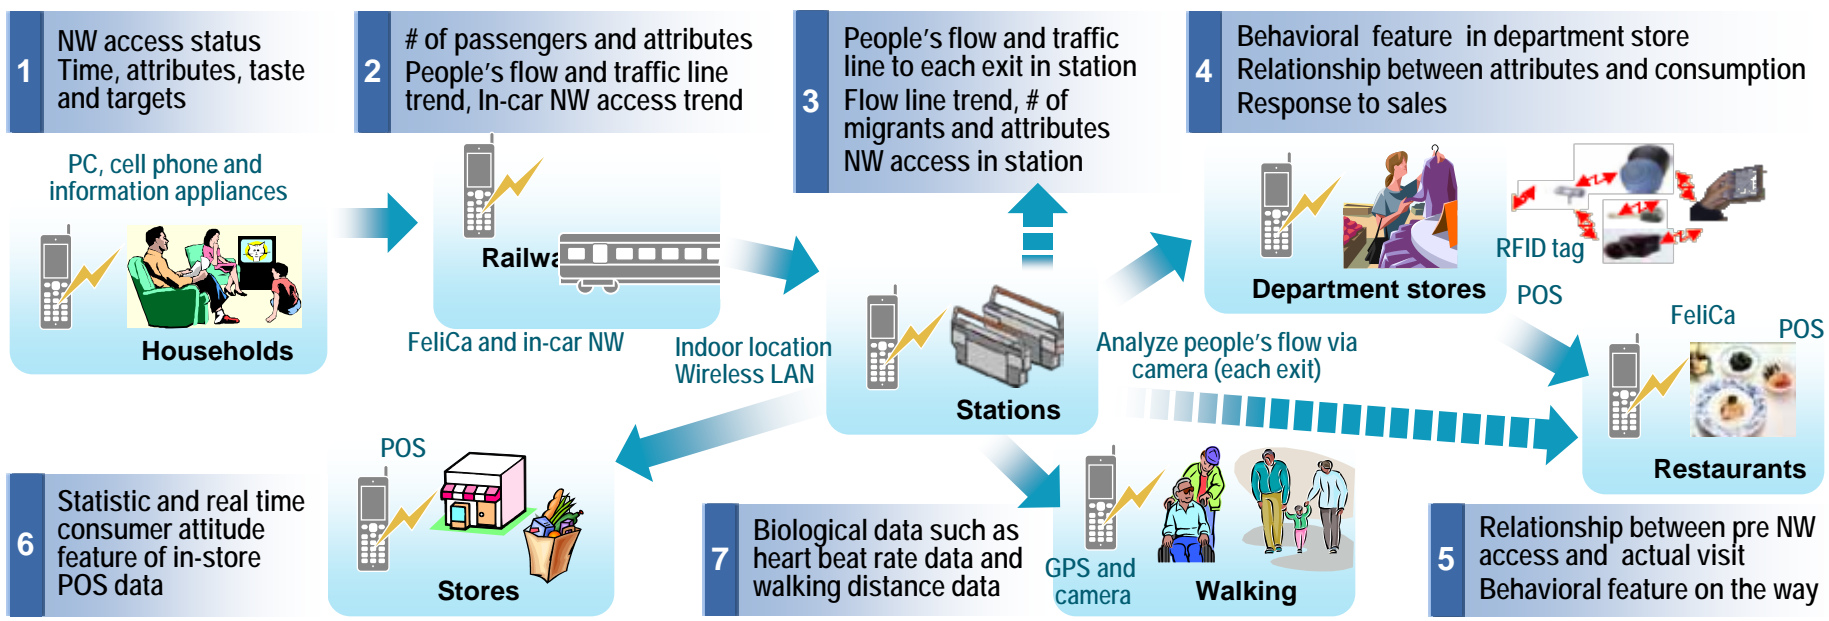 1
NW access status
Time, attributes, taste
and targets
2
# of passengers and attributes
People's flow and traffic line
trend, In-car NW access trend
3
People's flow and traffic
line to each exit in station
Flow line trend, # of
migrants and attributes
NW access in station
4
Behavioral feature in department store
Relationship between attributes and consumption
Response to sales
PC, cell phone and
information appliances
Households
Railwa
FeliCa and in-car NW
Indoor location
Wireless LAN
Stations
Analyze people's flow via
camera (each exit)
Department stores
RFID tag
POS
FeliCa
POS
Restaurants
POS
Stores
GPS and
camera
Walking
6
Statistic and real time
consumer attitude
feature of in-store
POS data
7
Biological data such as
heart beat rate data and
walking distance data
5
Relationship between pre NW
access and actual visit
Behavioral feature on the way